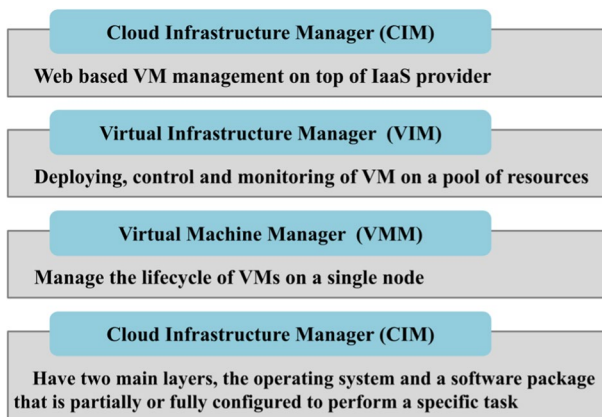 Cloud Infrastructure Manager (CIM)
Web based VM management on top of IaaS provider
Virtual Infrastructure Manager (VIM)
Deploying, control and monitoring of VM on a pool of resources
Virtual Machine Manager (VMM)
Manage the lifecycle of VMs on a single node
Cloud Infrastructure Manager (CIM)
Have two main layers, the operating system and a software package
that is partially or fully configured to perform a specific task